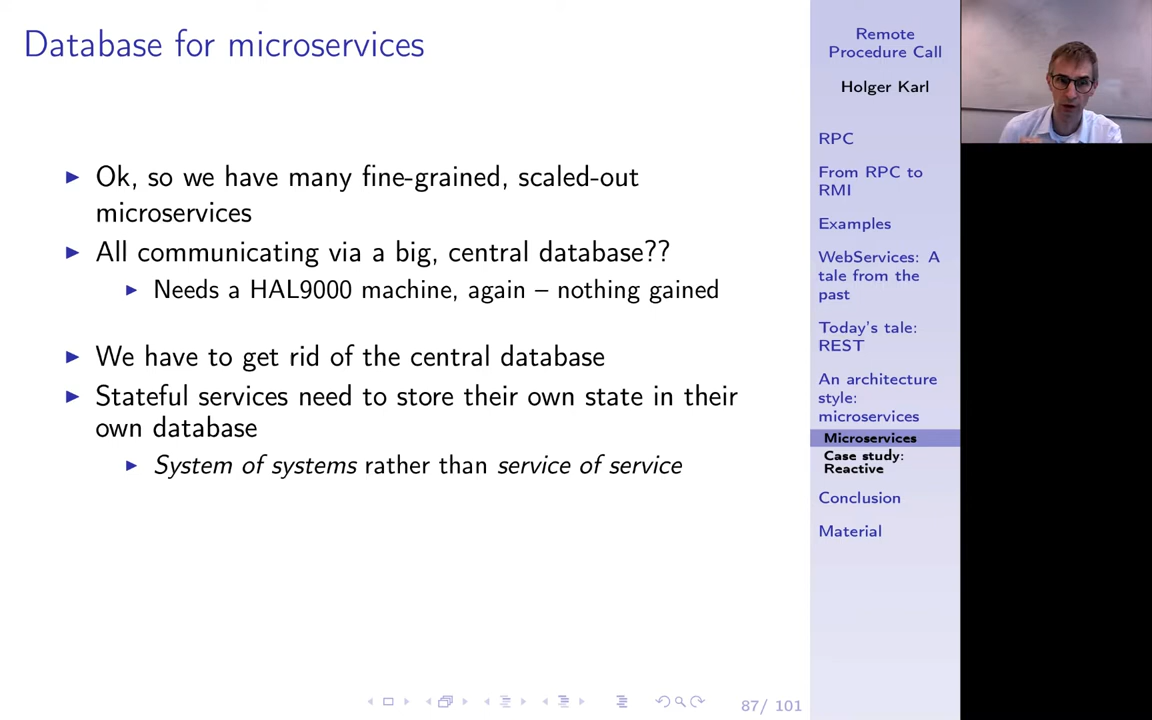 Database for microservices
Ok, so we have many fine-grained, scaled-out
microservices
All communicating via a big, central database??
Needs a HAL9000 machine, again – nothing gained
We have to get rid of the central database
Stateful services need to store their own state in their
own database
System of systems rather than service of service
87/ 101
Remote
Procedure Call
Holger Karl
RPC
From RPC to
RMI
Examples
WebServices: A
tale from the
past
Today's tale:
REST
An architecture
style:
microservices
Microservices
Case study:
Reactive
Conclusion
Material